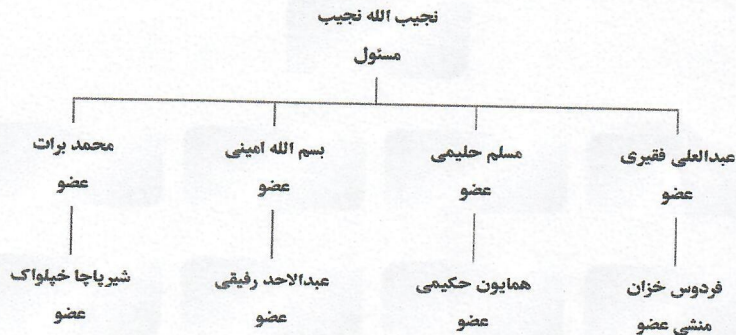 نجیب الله نجیب
مسئول
عبدالعلی فقیری
عضو
مسلم حلیمی
عضو
بسم الله امینی
عضو
محمد برات
عضو
فردوس خزان
منشی عضو
همایون حکیمی
عضو
عبدالاحد رفیقی
عضو
شیرپاچا خپلواک
عضو